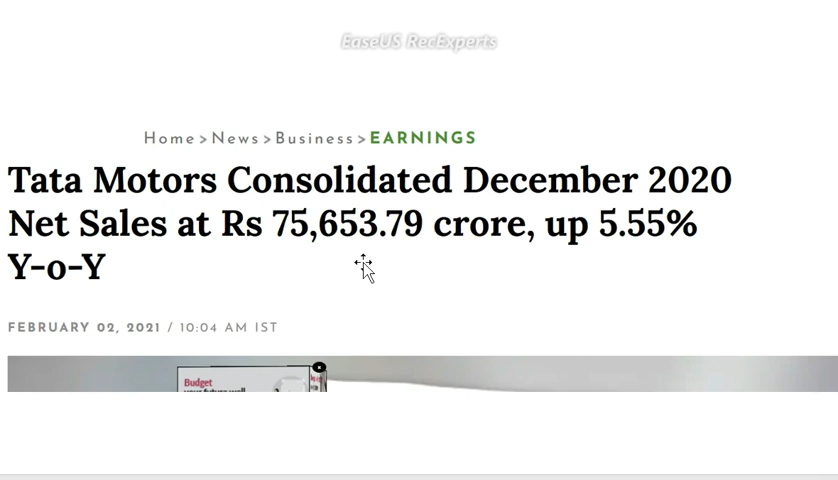 EaseUS RecExperts
Home > News > Business > EARNINGS
Tata Motors Consolidated December 2020
Net Sales at Rs 75,653.79 crore, up 5.55%
Y-o-Y
FEBRUARY 02, 2021 / 10:04 AM IST
Budget